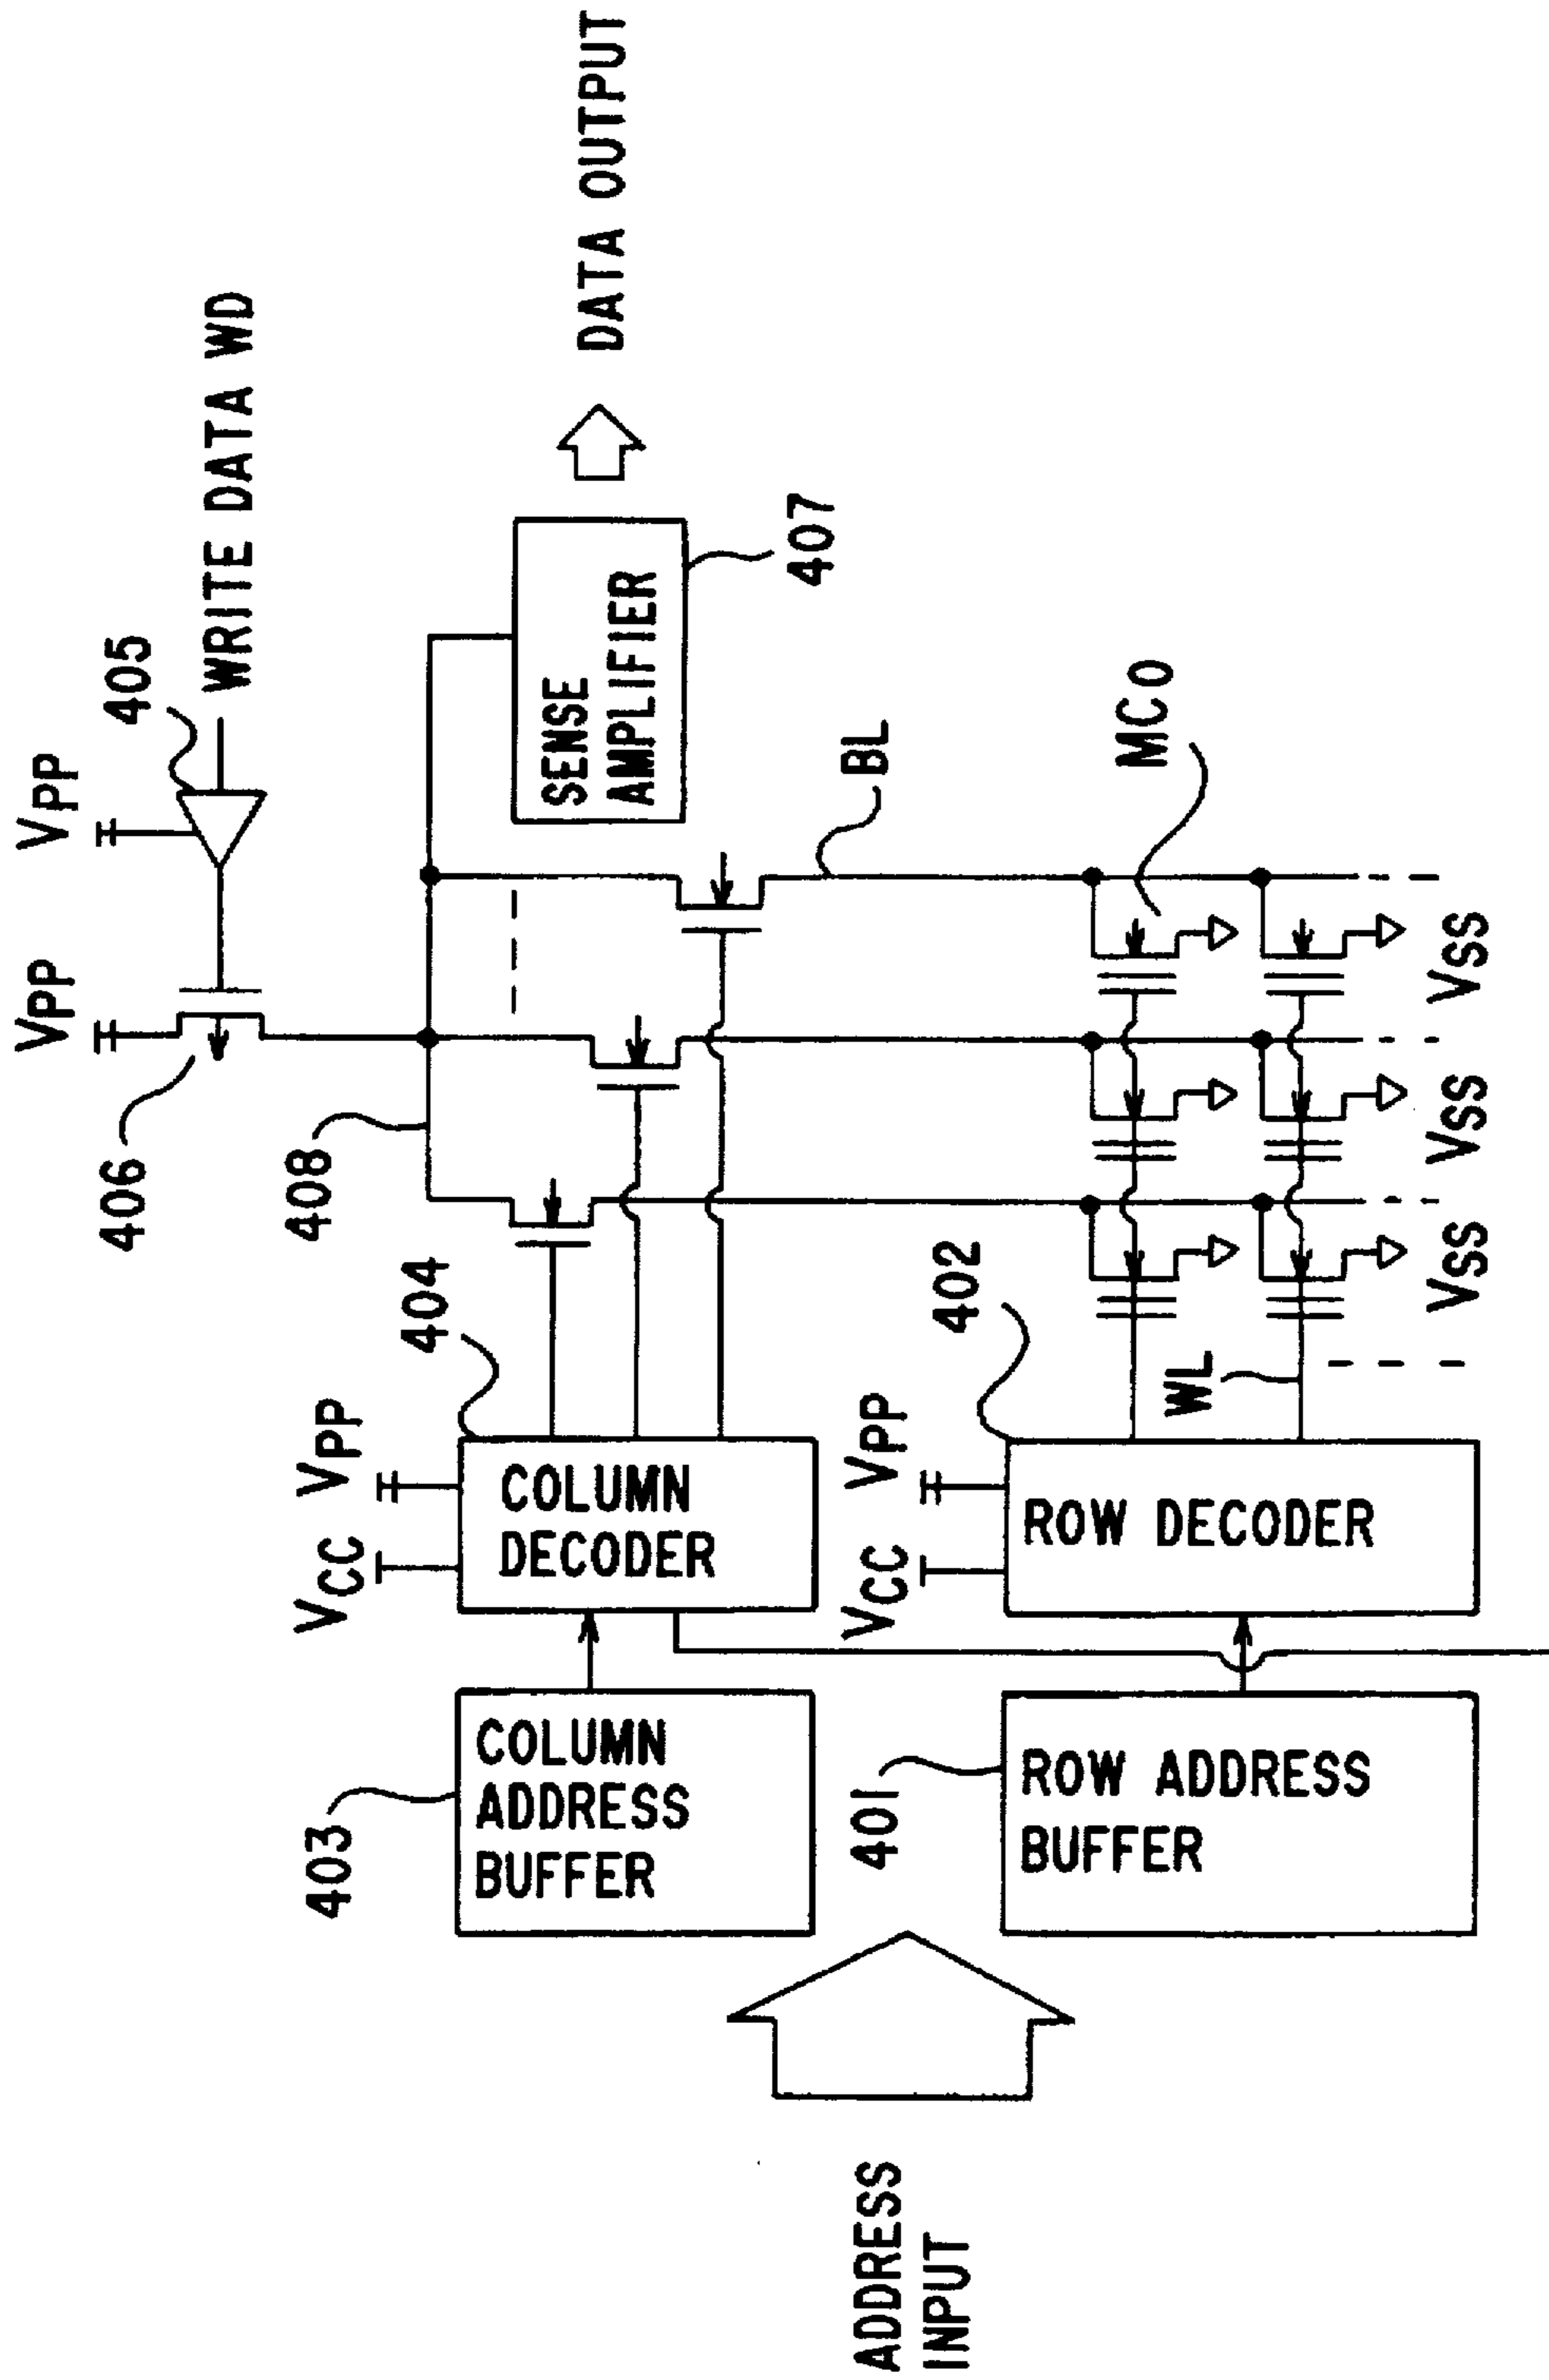 VPP
VPP
405
WRITE DATA WD
406
408
DATA OUTPUT
SENSE
AMPLIFIER
407
404
VCC
VPP
COLUMN
DECODER
403
COLUMN
ADDRESS
BUFFER
BL
402
VCC
VPP
ROW DECODER
401
ROW ADDRESS
BUFFER
ADDRESS
INPUT
WL
MC0
VSS
VSS
VSS